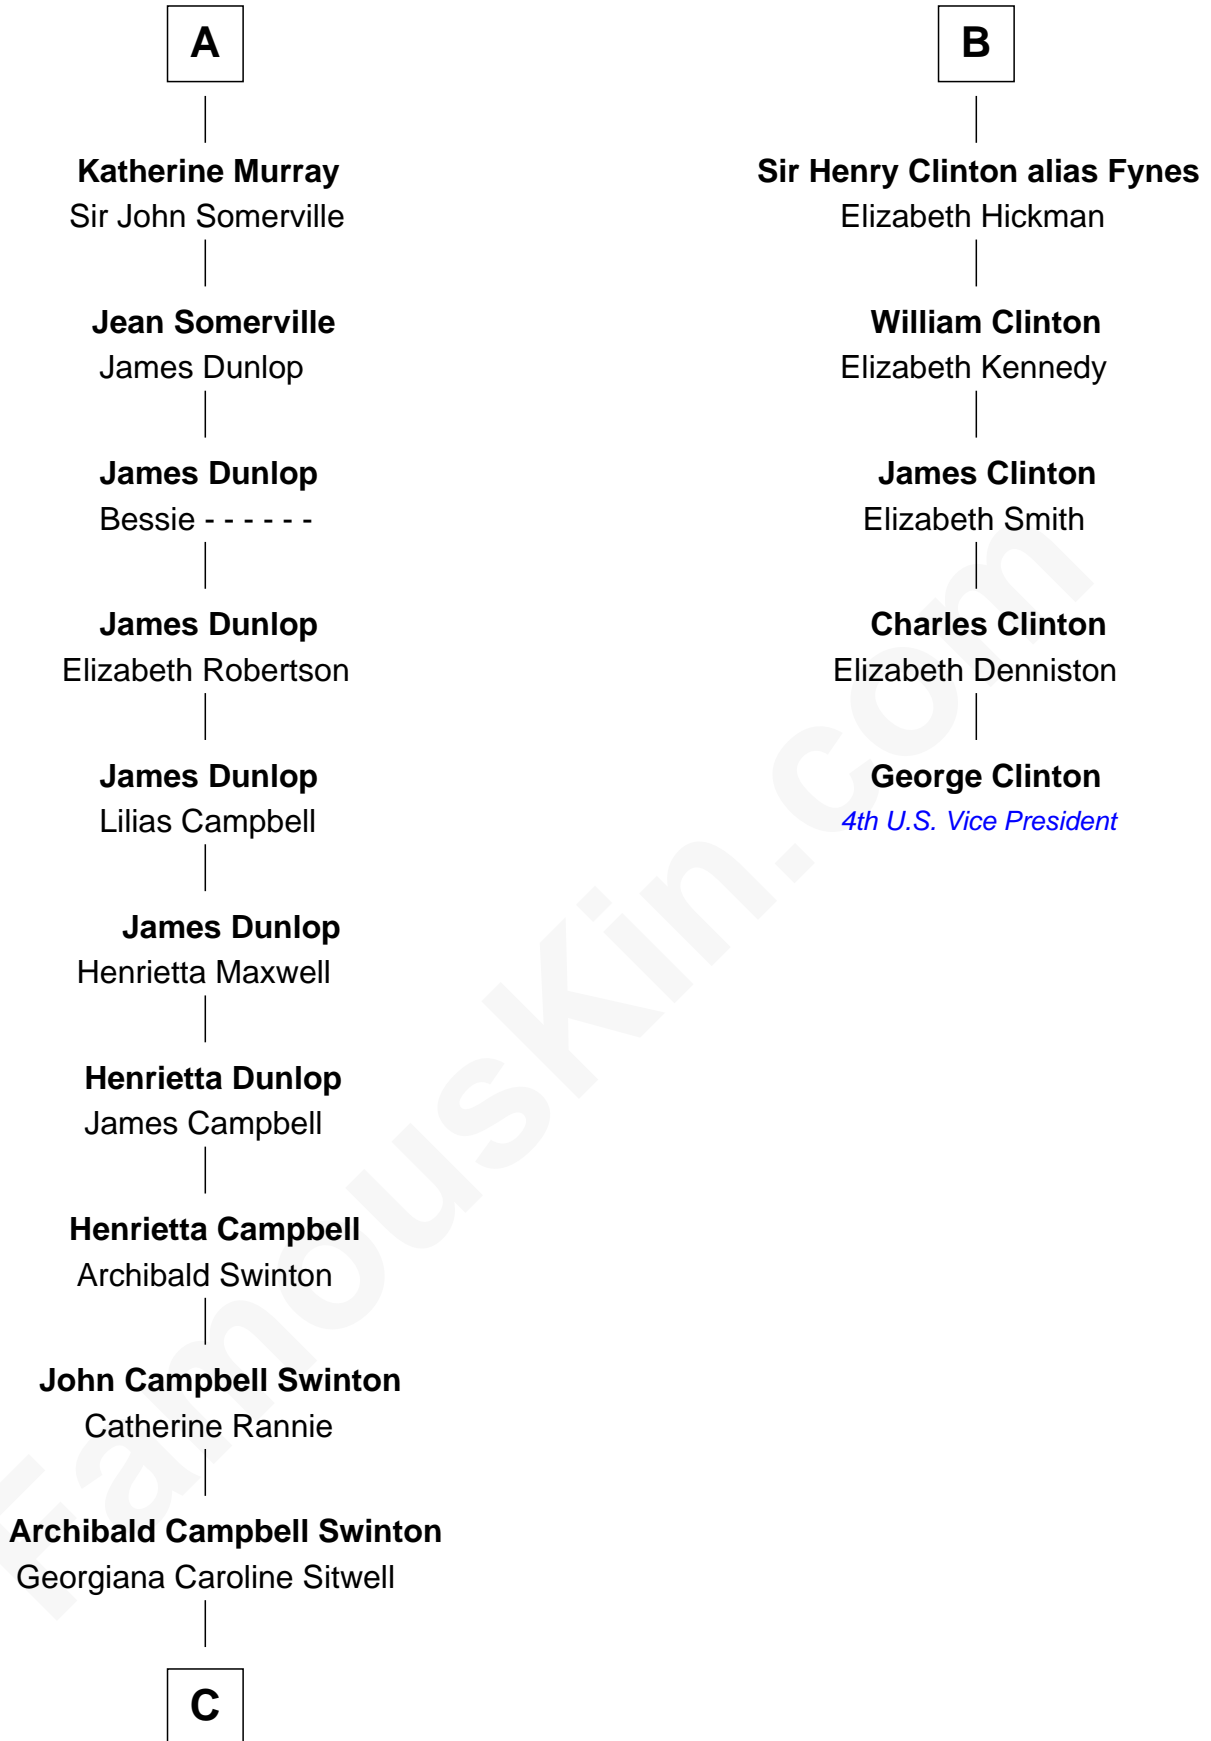 A
Katherine Murray
Sir John Somerville
Jean Somerville
James Dunlop
James Dunlop
Bessie - - - - - -
James Dunlop
Elizabeth Robertson
James Dunlop
Lilias Campbell
James Dunlop
Henrietta Maxwell
Henrietta Dunlop
James Campbell
Henrietta Campbell
Archibald Swinton
John Campbell Swinton
Catherine Rannie
Archibald Campbell Swinton
Georgiana Caroline Sitwell
C
B
Sir Henry Clinton alias Fynes
Elizabeth Hickman
William Clinton
Elizabeth Kennedy
James Clinton
Elizabeth Smith
Charles Clinton
Elizabeth Denniston
George Clinton
4th U.S. Vice President
FamousKin.com